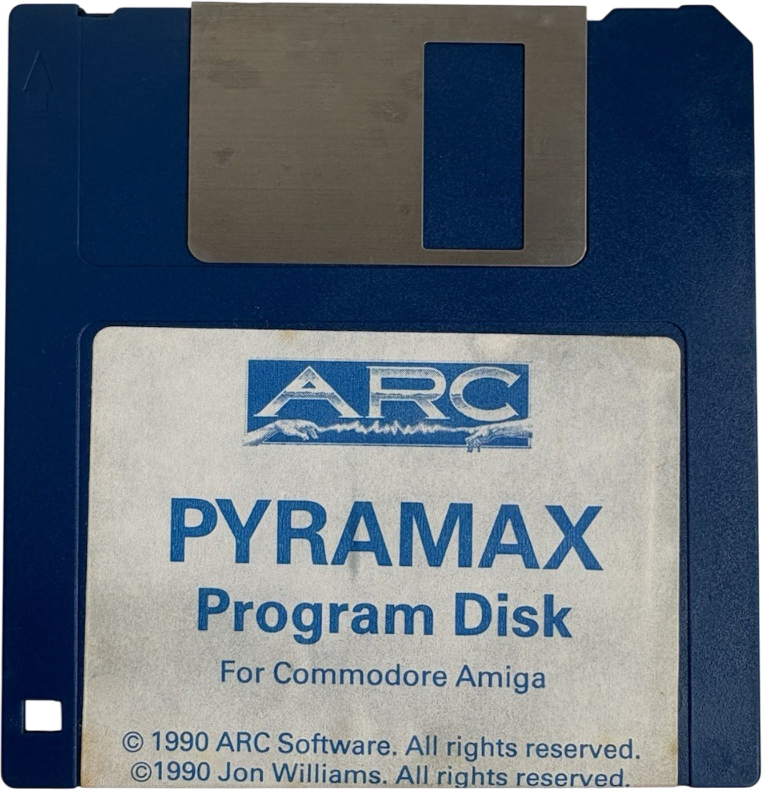 ARC
PYRAMAX
Program Disk
For Commodore Amiga
© 1990 ARC Software. All rights reserved.
©1990 Jon Williams. All rights reserved.